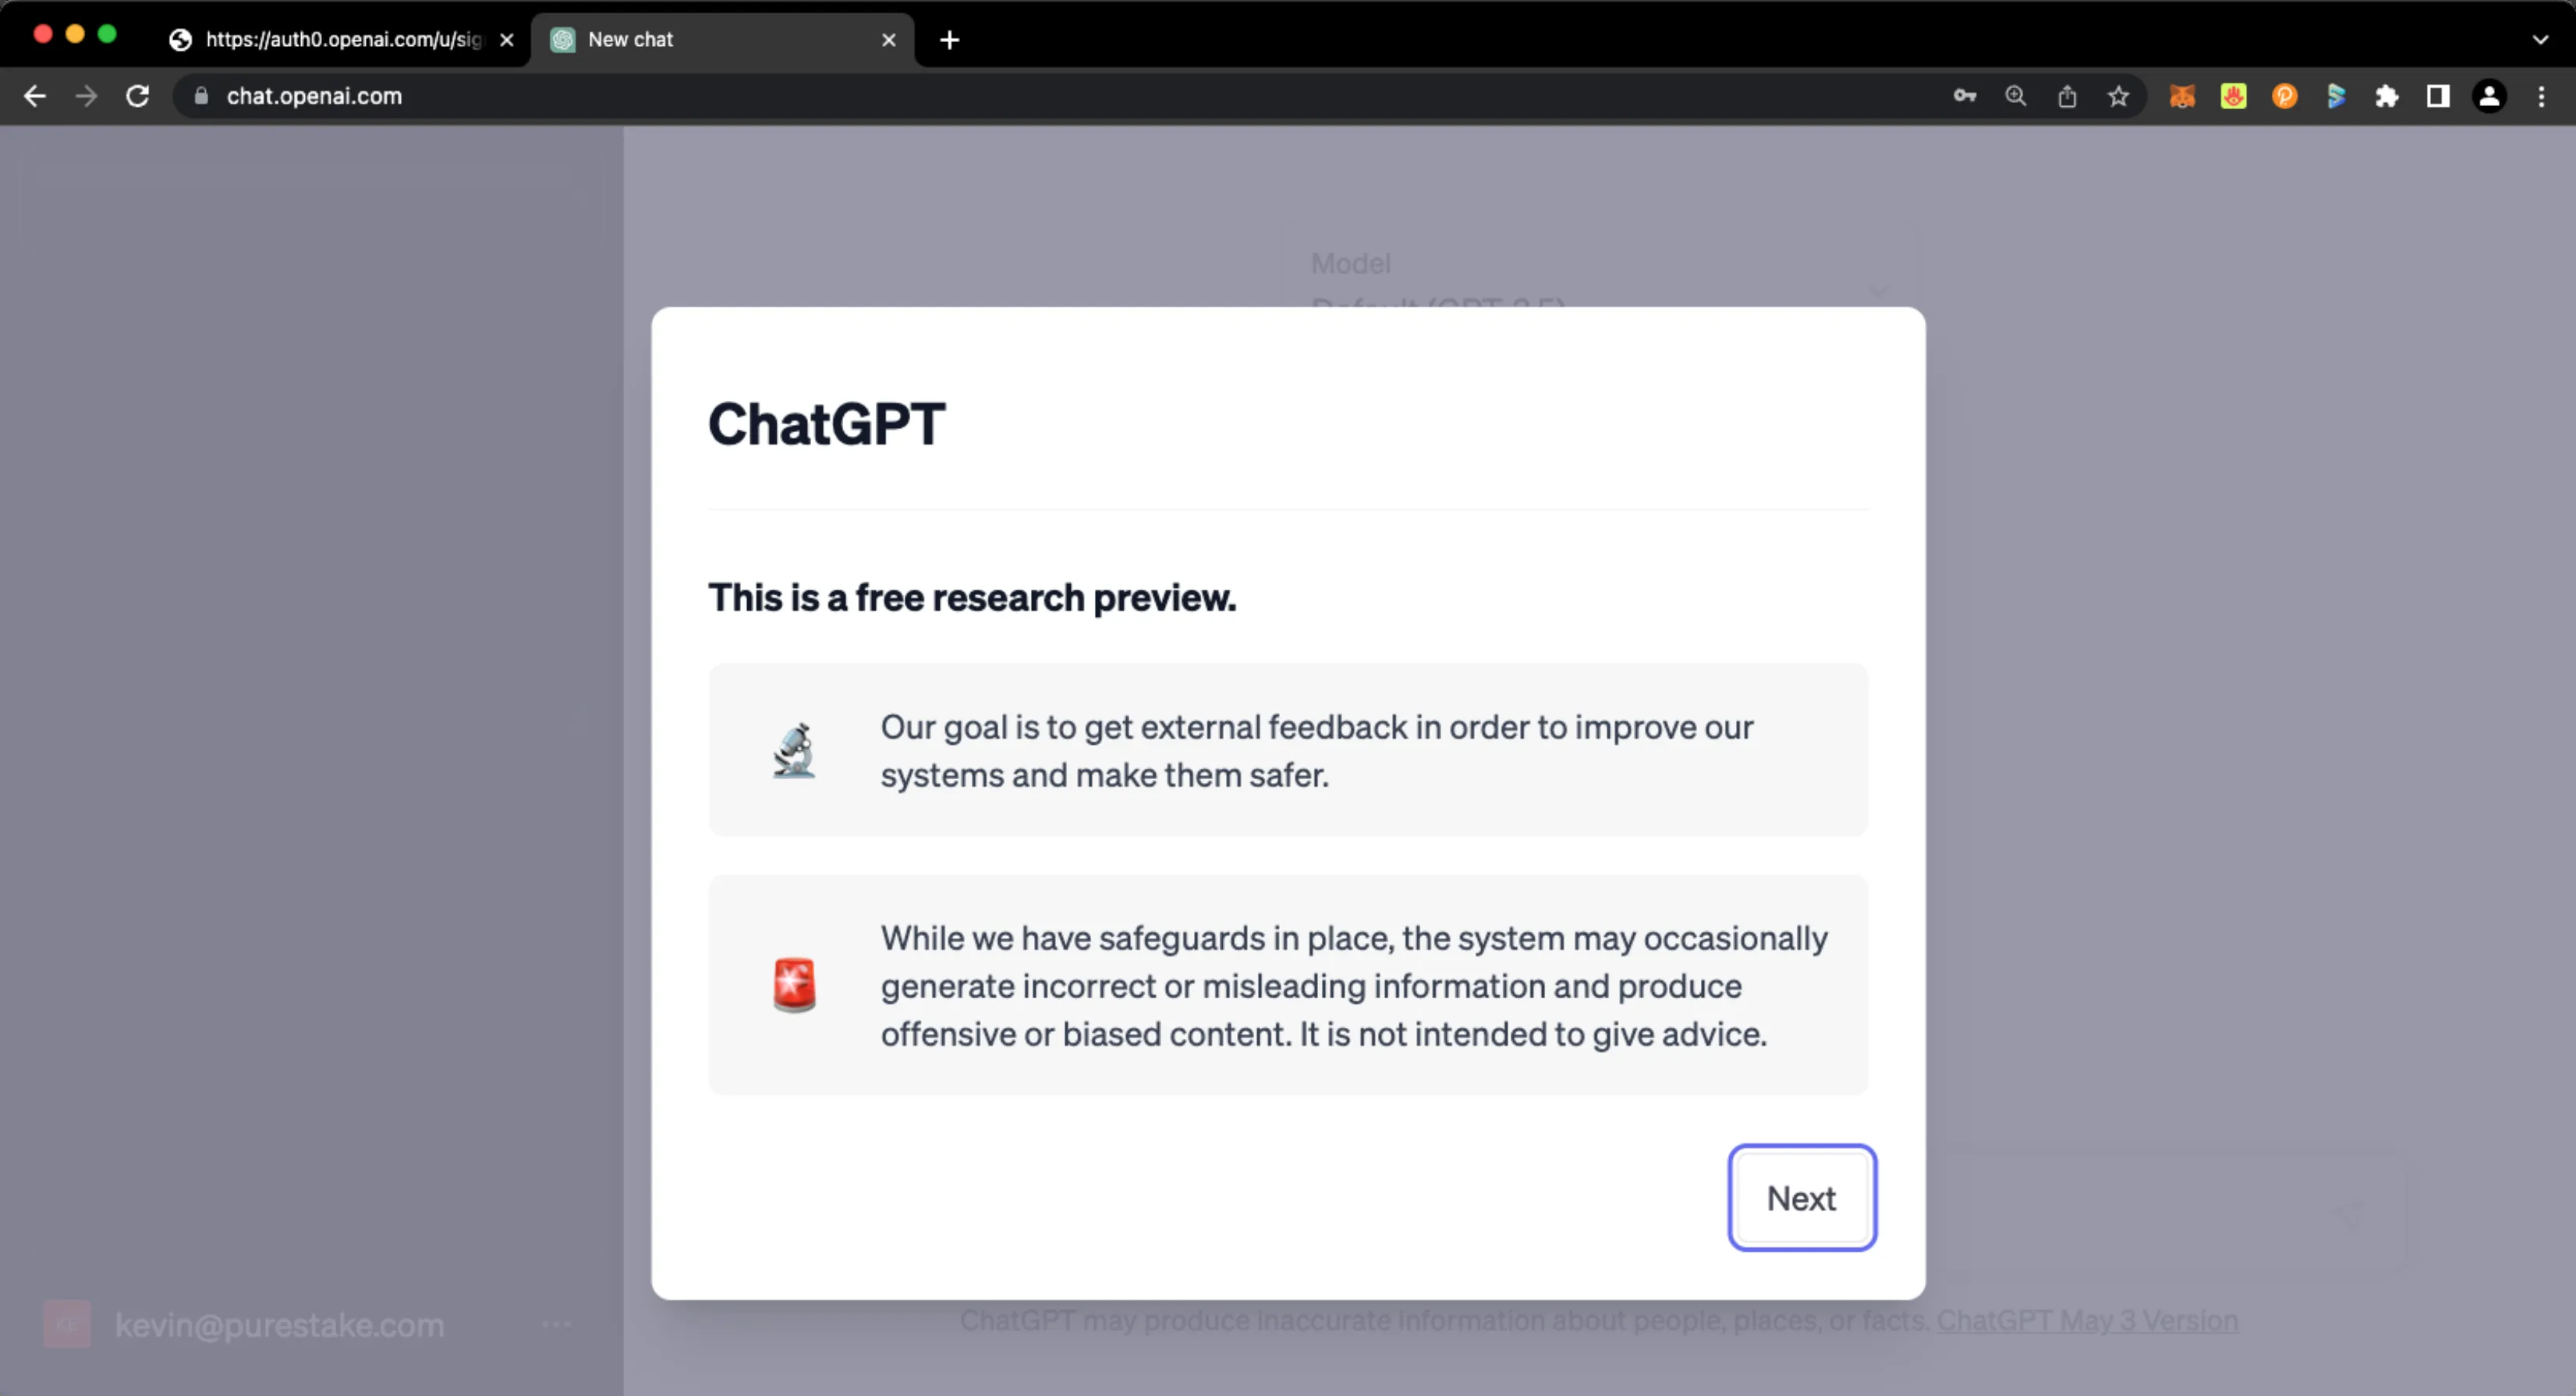 https://auth0.openai.com/u/sig
New chat
chat.openai.com
Model
Default (GPT-3.5)
ChatGPT
This is a free research preview.
Our goal is to get external feedback in order to improve our
systems and make them safer.
While we have safeguards in place, the system may occasionally
generate incorrect or misleading information and produce
offensive or biased content. It is not intended to give advice.
Next
KE kevin@purestake.com
ChatGPT may produce inaccurate information about people, places, or facts. ChatGPT May 3 Version